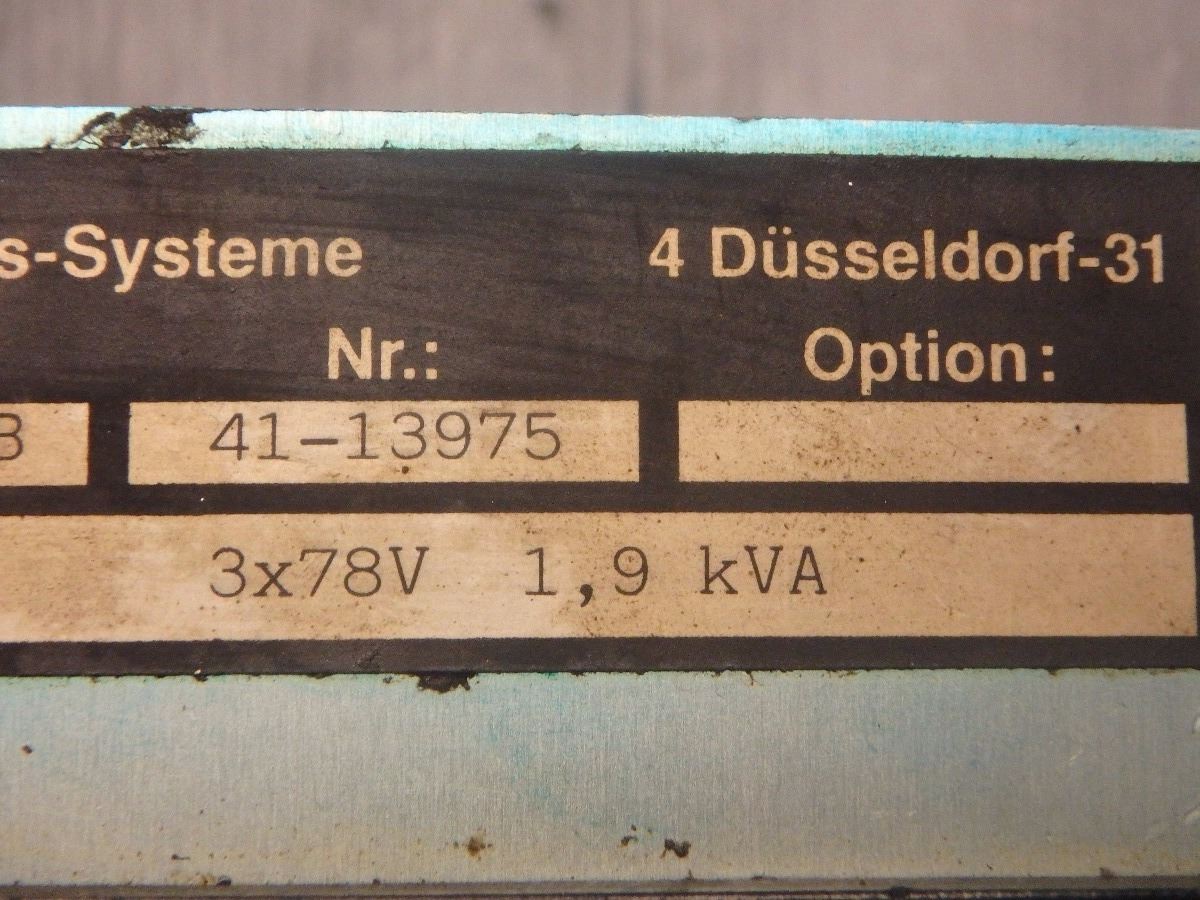 s-Systeme 4 Düsseldorf-31
Nr.: Option:
41-13975
3x78V 1,9 kVA